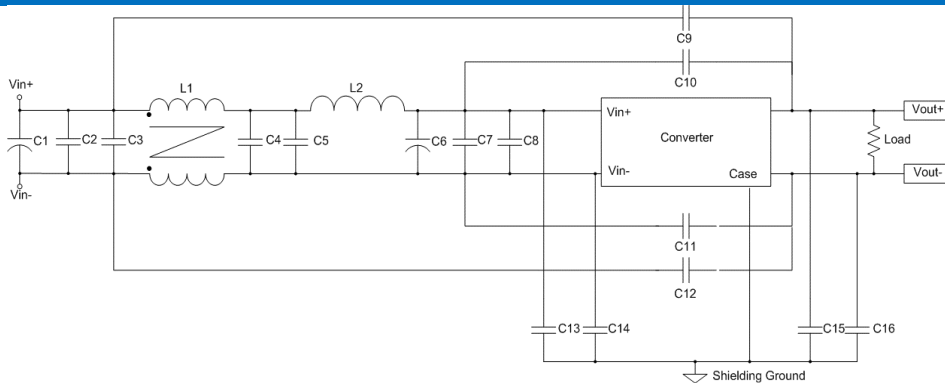 C9
C10
Vin+
L1
L2
C1
C2
C3
C4
C5
C6
C7
C8
Vin+
Converter
Vin-
Case
Vout+
Load
Vout-
Vin-
C11
C12
C13
C14
C15
C16
Shielding Ground